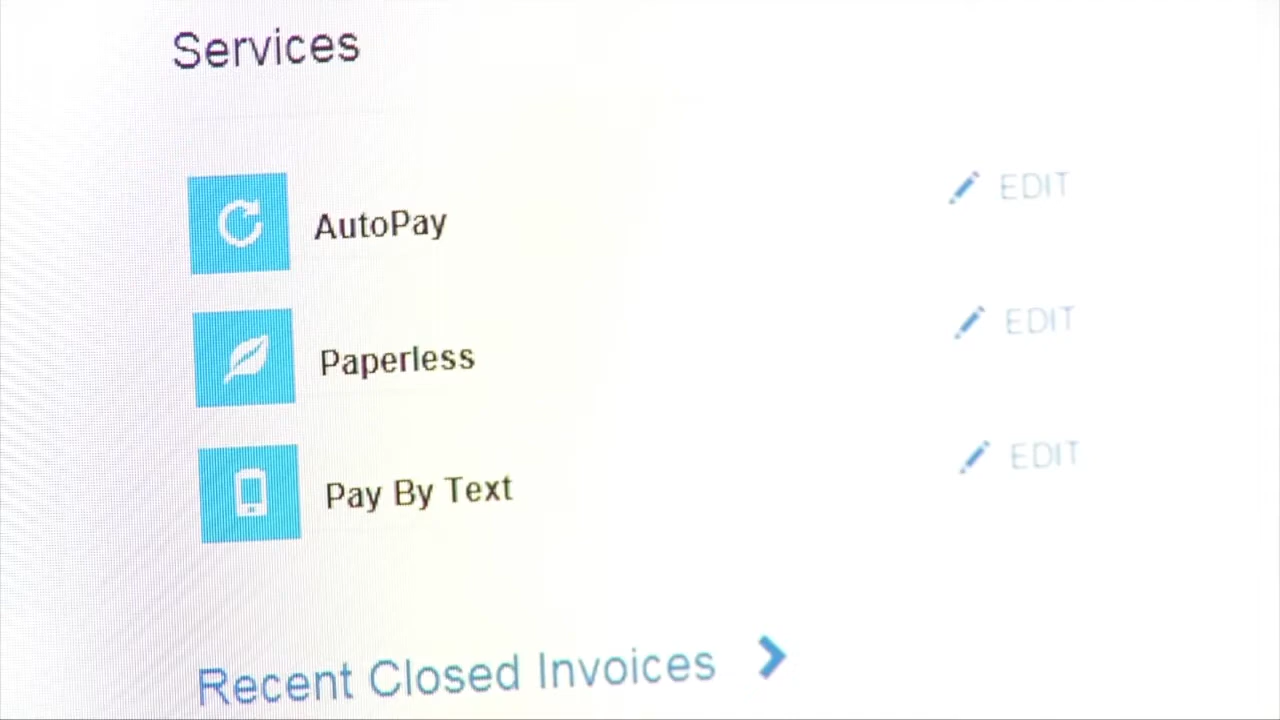 Services
AutoPay
EDIT
Paperless
EDIT
Pay By Text
EDIT
Recent Closed Invoices